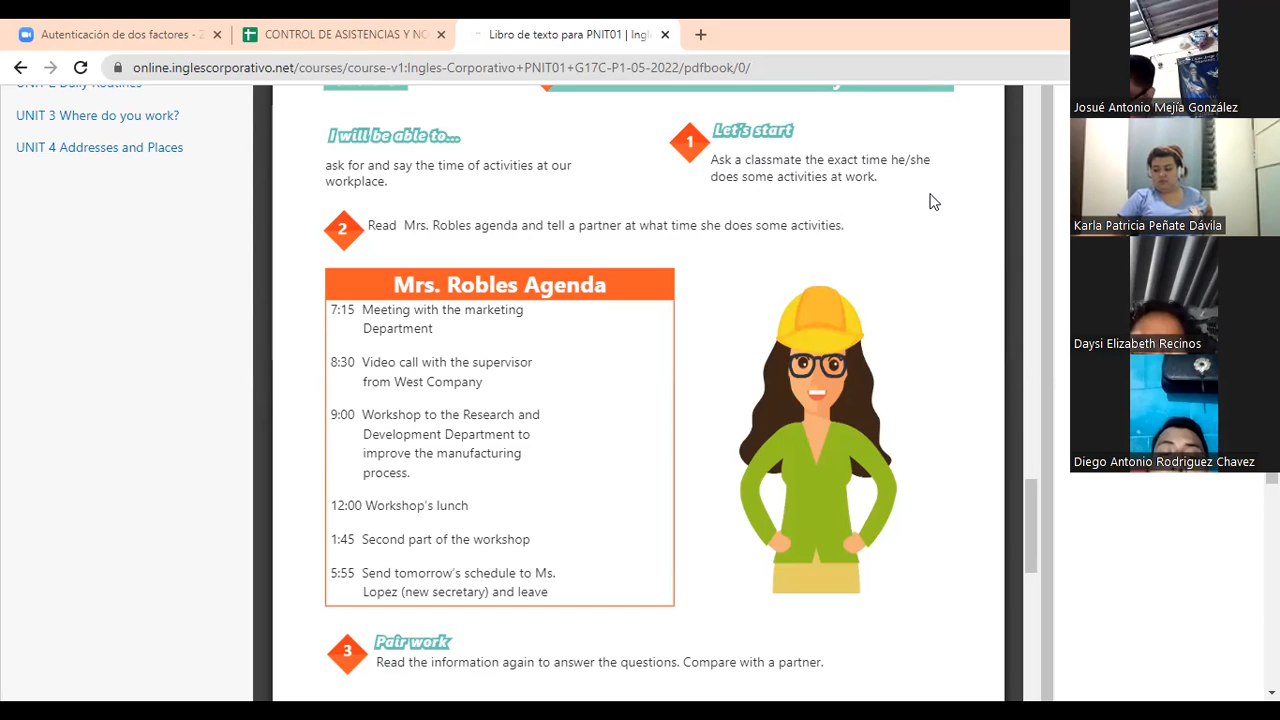 Autenticación de dos factores - 2
CONTROL DE ASISTENCIAS Y NO
Libro de texto para PNIT01 | Ingl
online.inglescorporativo.net/courses/course-v1:Ingles-Corporativo+PNIT01+G17C-P1-05-2022/pdfbook/0/
UNIT 2 Daily Routines
UNIT 3 Where do you work?
UNIT 4 Addresses and Places
I will be able to...
ask for and say the time of activities at our
workplace.
1
Let's start
Ask a classmate the exact time he/she
does some activities at work.
2
Read Mrs. Robles agenda and tell a partner at what time she does some activities.
Mrs. Robles Agenda
7:15 Meeting with the marketing
Department
8:30 Video call with the supervisor
from West Company
9:00 Workshop to the Research and
Development Department to
improve the manufacturing
process.
12:00 Workshop's lunch
1:45 Second part of the workshop
5:55 Send tomorrow's schedule to Ms.
Lopez (new secretary) and leave
3
Pair work
Read the information again to answer the questions. Compare with a partner.
Josué Antonio Mejía González
Karla Patricia Peñate Dávila
Daysi Elizabeth Recinos
Diego Antonio Rodriguez Chavez